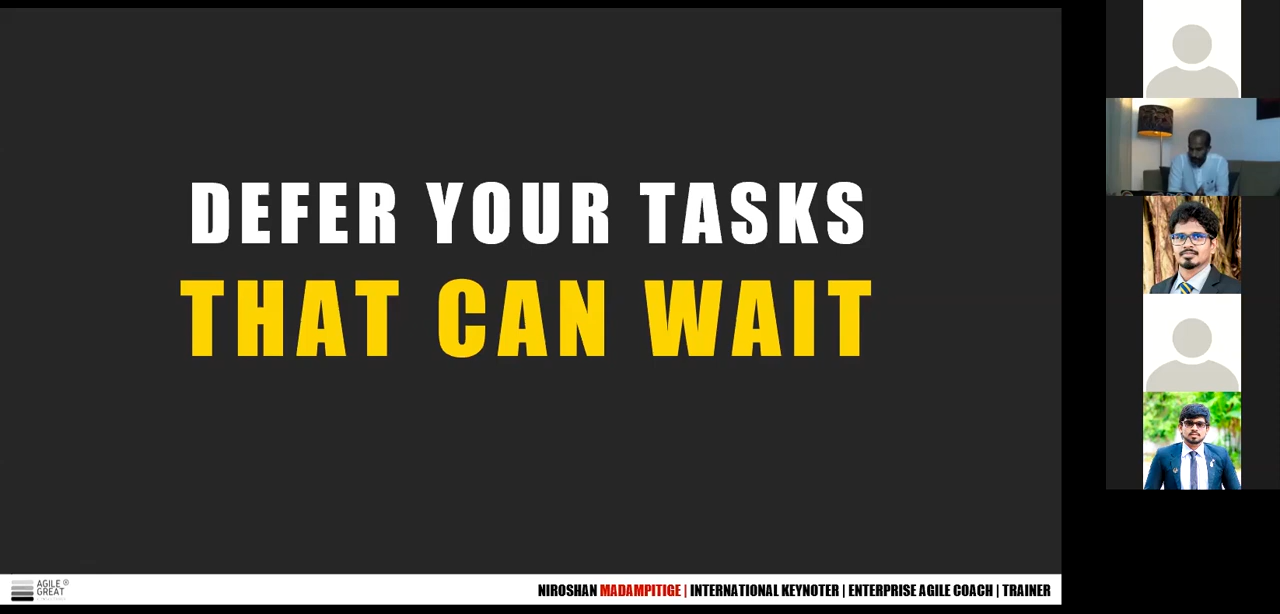 DEFER YOUR TASKS
THAT CAN WAIT
AGILE ®
GREAT
NIROSHAN MADAMPITIGE | INTERNATIONAL KEYNOTER | ENTERPRISE AGILE COACH | TRAINER